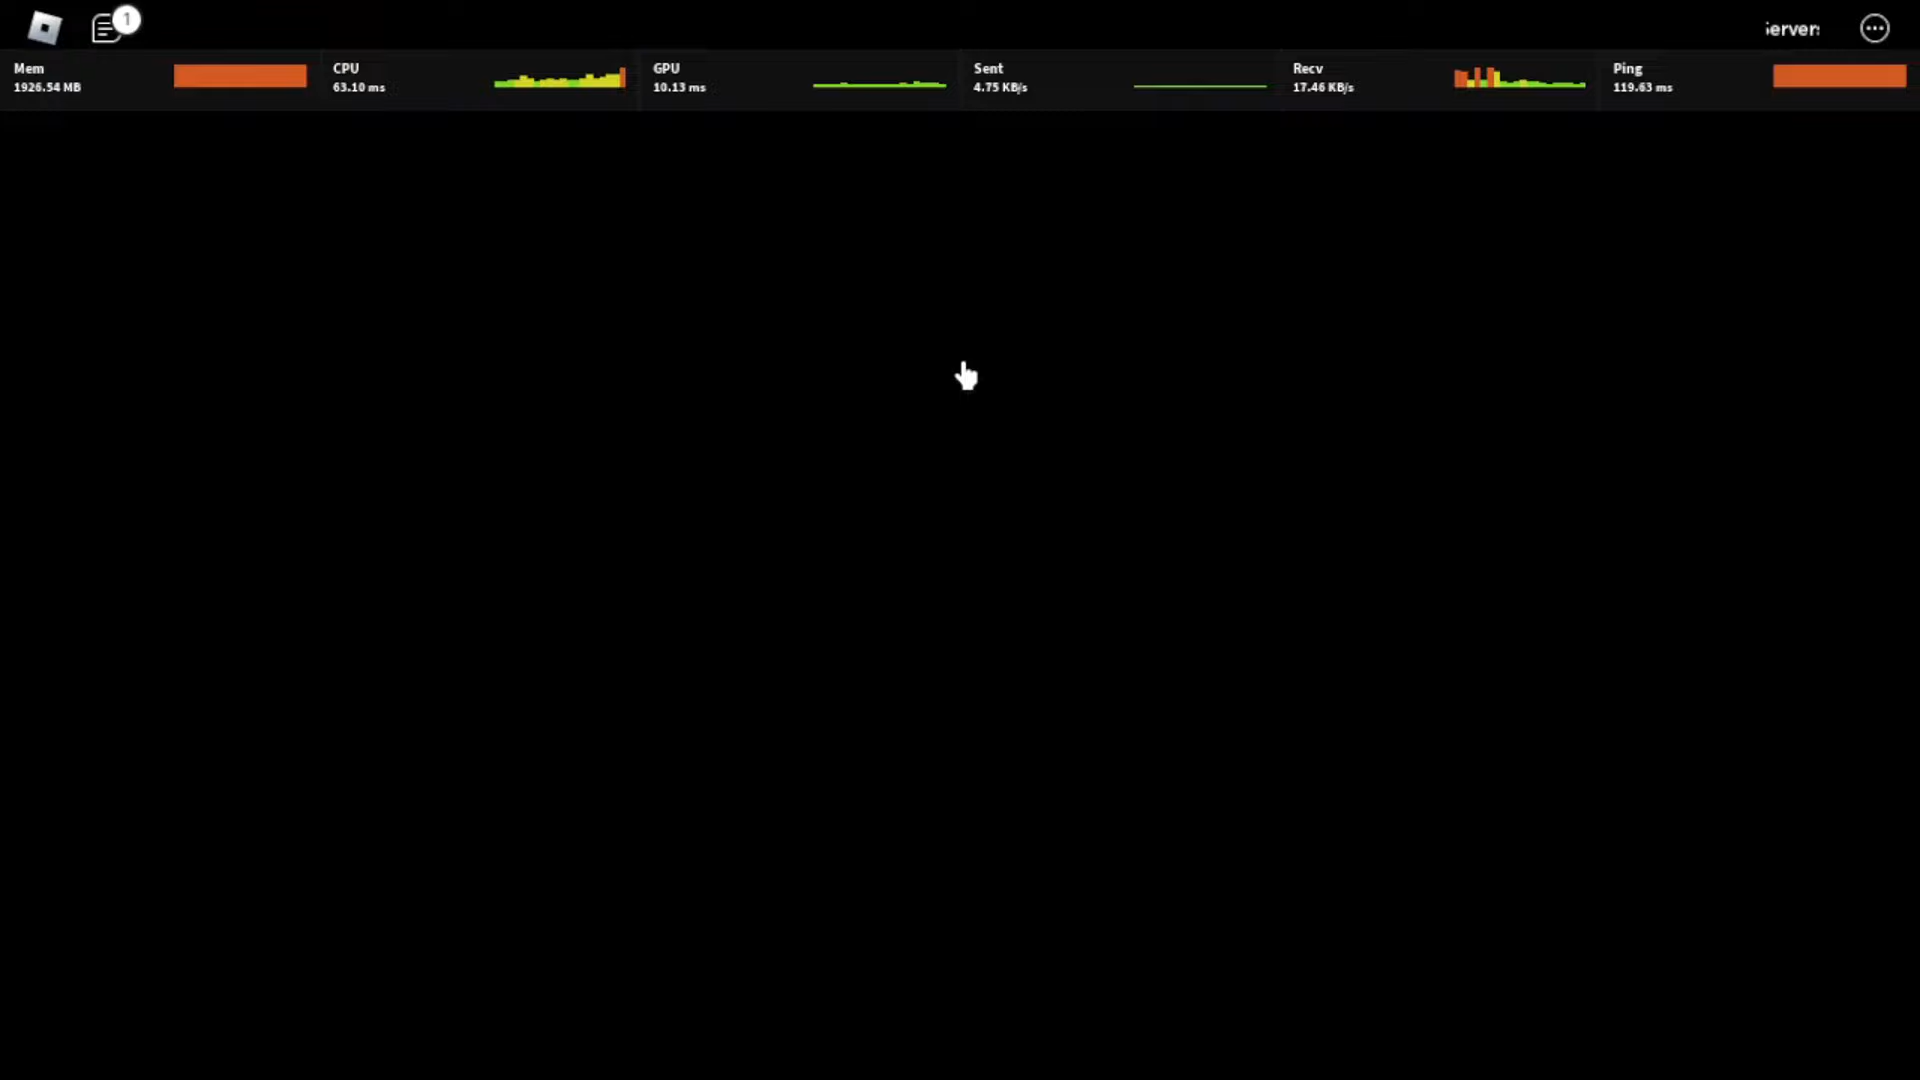 1
Mem
1926.54 MB
CPU
63.10 ms
GPU
10.13 ms
Sent
4.75 KB/s
Recv
17.46 KB/s
Ping
119.63 ms